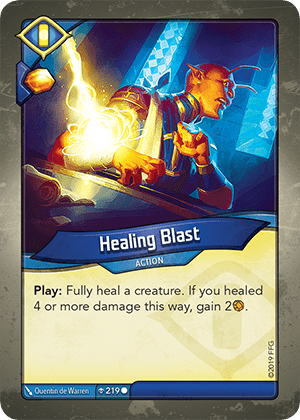 Healing Blast
ACTION
Play: Fully heal a creature. If you healed
4 or more damage this way, gain 2.
©2019 FFG
Quentin de Warren
219